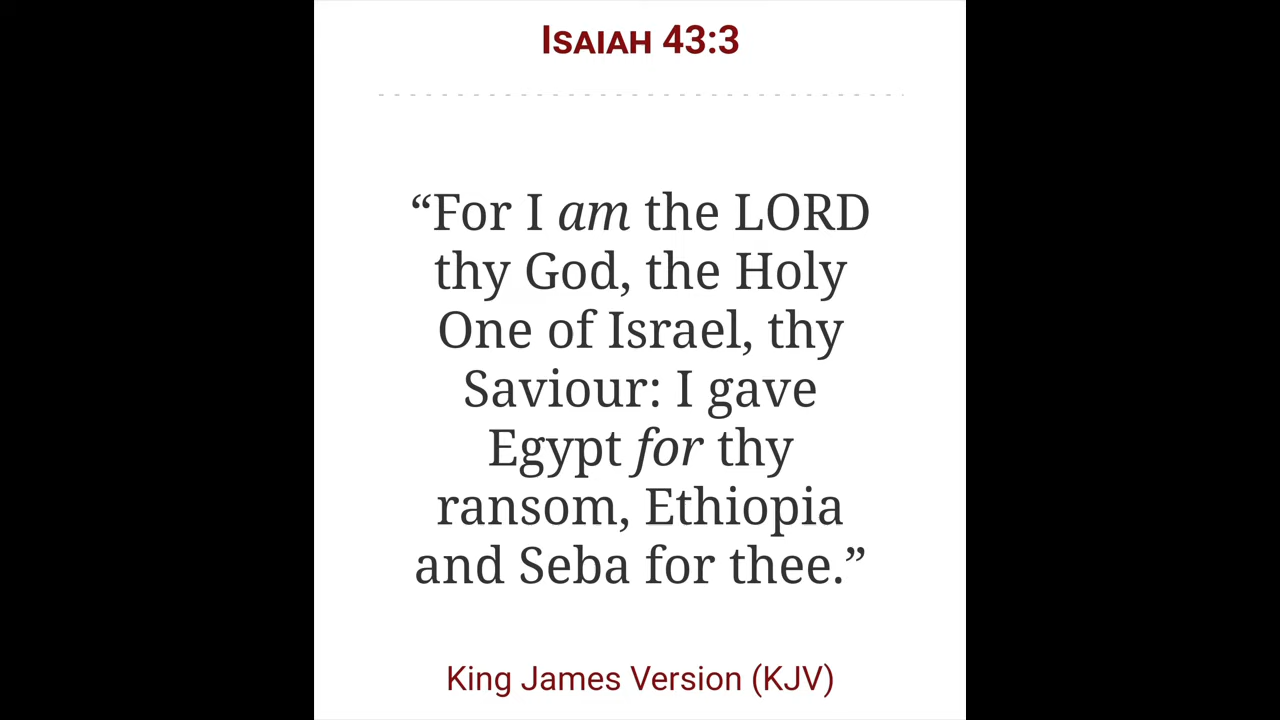 Isaiah 43:3
“For I am the LORD
thy God, the Holy
One of Israel, thy
Saviour: I gave
Egypt for thy
ransom, Ethiopia
and Seba for thee.”
King James Version (KJV)